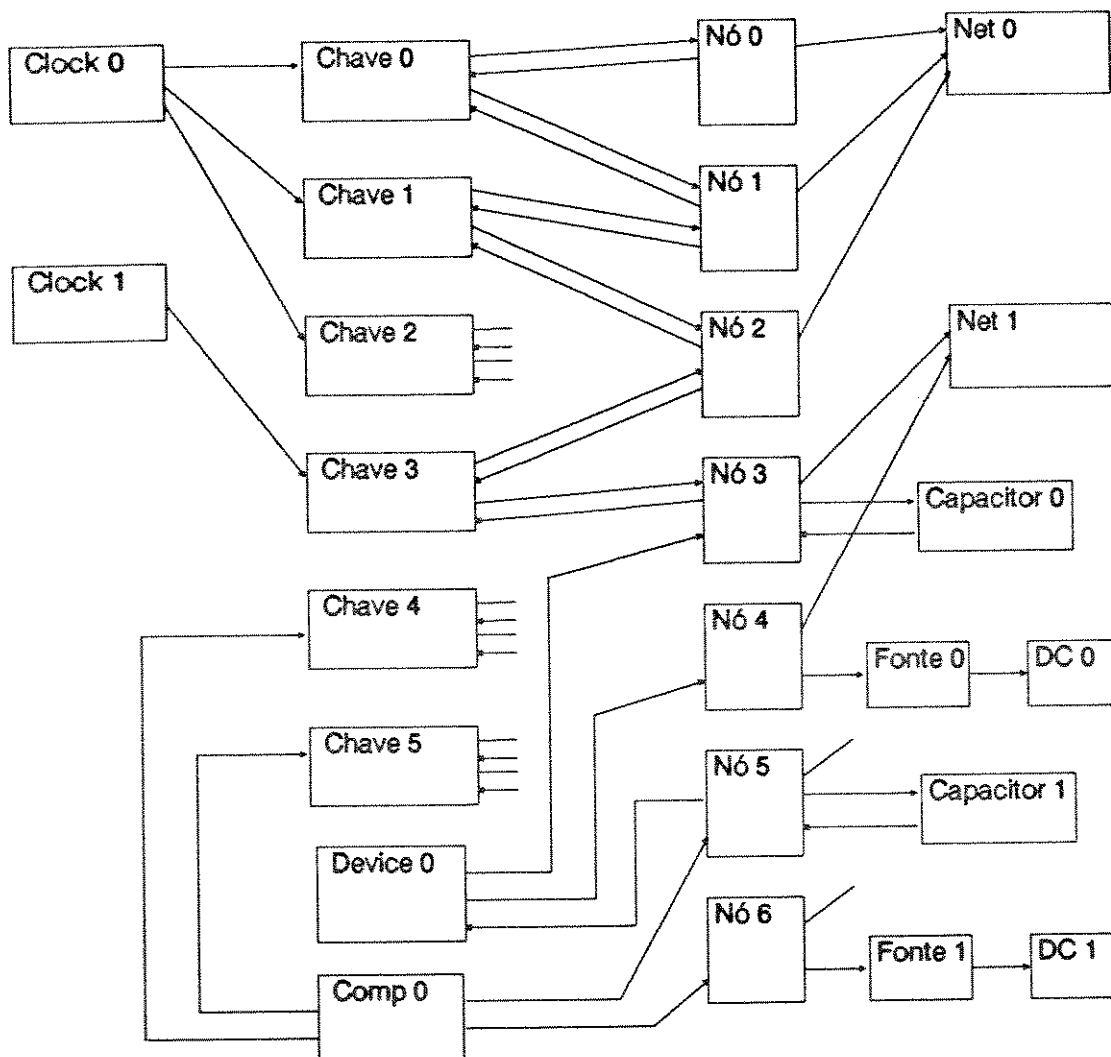 Clock 0
Chave 0
Nó 0
Net 0
Chave 1
Nó 1
Clock 1
Chave 2
Nó 2
Net 1
Chave 3
Nó 3
Capacitor 0
Chave 4
Nó 4
Fonte 0
DC 0
Chave 5
Nó 5
Capacitor 1
Device 0
Nó 6
Fonte 1
DC 1
Comp 0